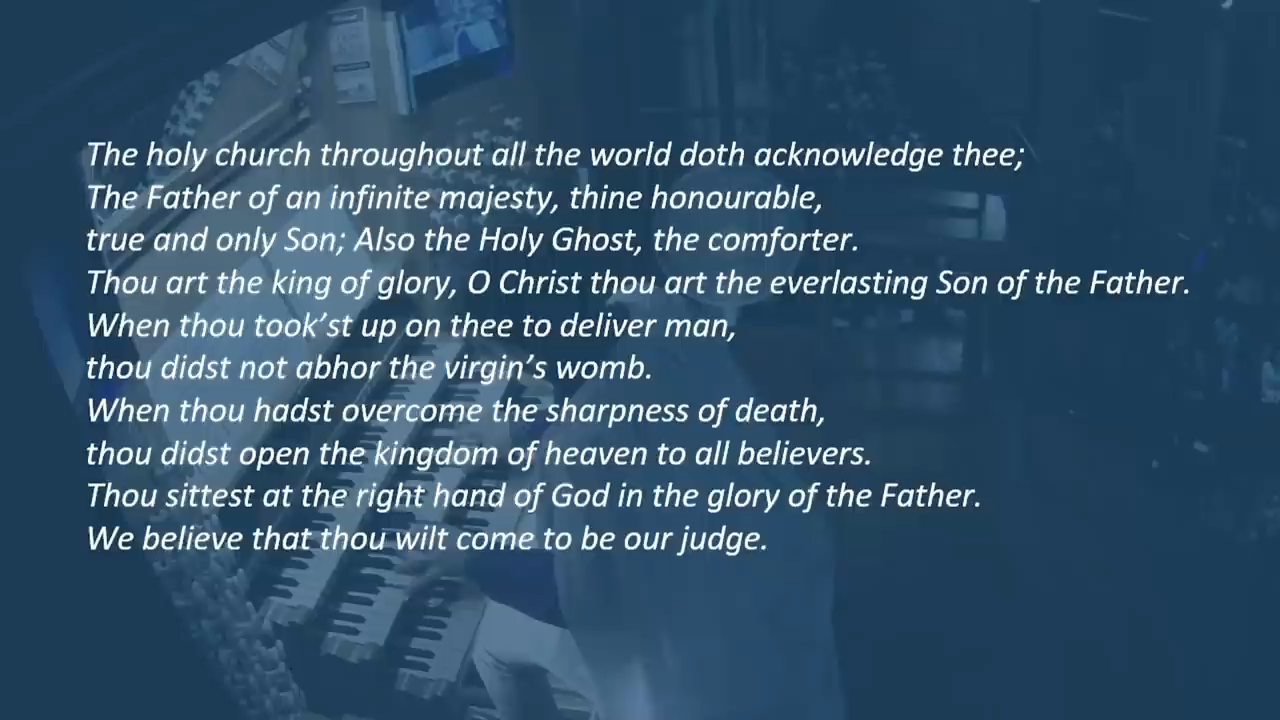 The holy church throughout all the world doth acknowledge thee;
The Father of an infinite majesty, thine honourable,
true and only Son; Also the Holy Ghost, the comforter.
Thou art the king of glory, O Christ thou art the everlasting Son of the Father.
When thou took’st up on thee to deliver man,
thou didst not abhor the virgin’s womb.
When thou hadst overcome the sharpness of death,
thou didst open the kingdom of heaven to all believers.
Thou sittest at the right hand of God in the glory of the Father.
We believe that thou wilt come to be our judge.